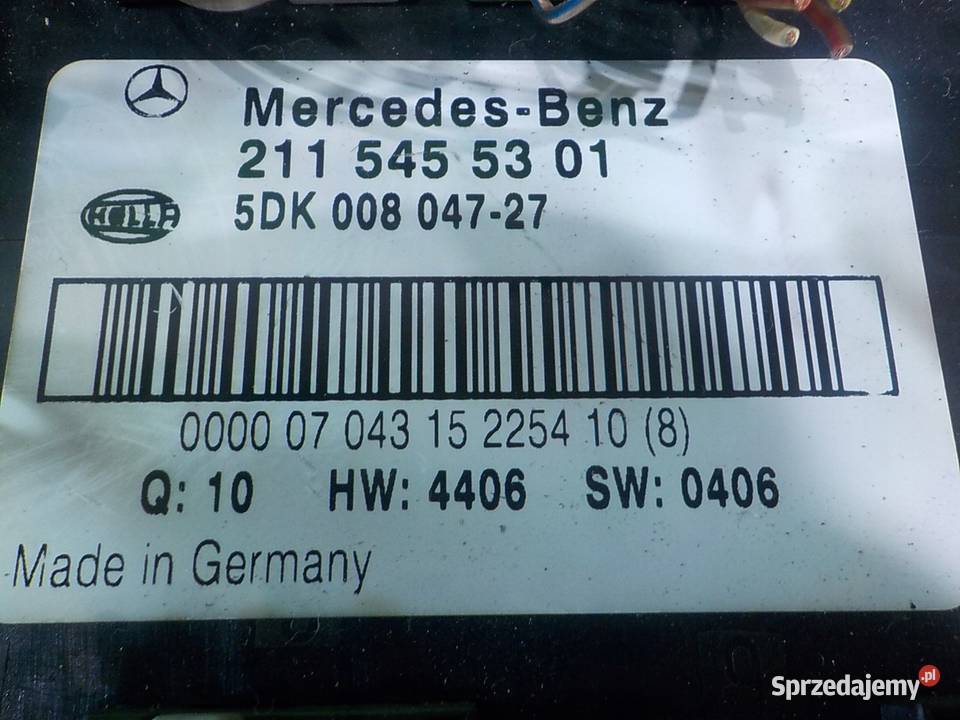 Mercedes-Benz
211 545 53 01
HELLA
5DK 008 047-27
0000 07 043 15 2254 10 (8)
Q: 10 HW: 4406 SW: 0406
Made in Germany
Sprzedajemy.pl